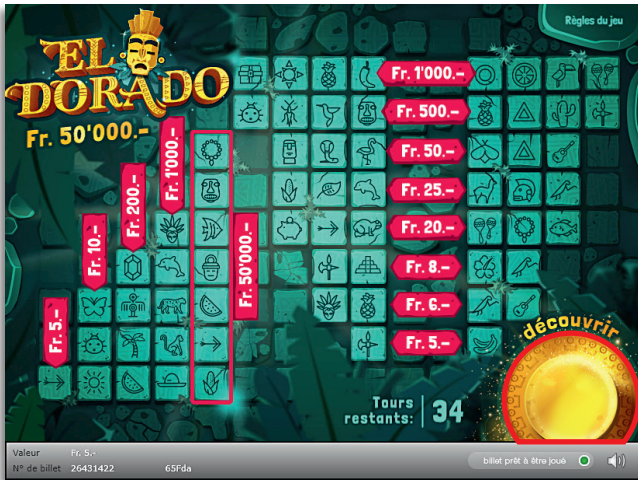 Règles du jeu
EL
DORADO
Fr. 50'000.-
Fr. 1'000.-
Fr. 500.-
Fr. 50.-
Fr. 25.-
Fr. 20.-
Fr. 8.-
Fr. 6.-
Fr. 5.-
Fr. 1'000.-
Fr. 200.-
Fr. 10.-
Fr. 5.-
Fr. 50'000.-
découvrir
Tours
restants: 34
Valeur Fr. 5.-
N° de billet 26431422 65Fda
billet prêt à être joué